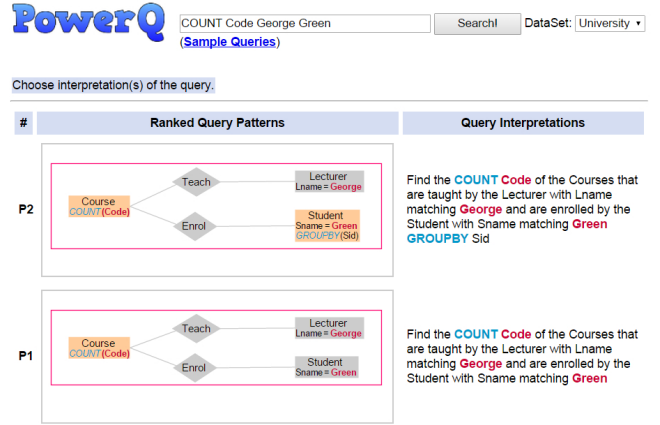 PowerQ
COUNT Code George Green
Search!
DataSet: University
(Sample Queries)
Choose interpretation(s) of the query.
# Ranked Query Patterns Query Interpretations
P2
Course
COUNT(Code)
Teach
Lecturer
Lname = George
Enrol
Student
Sname = Green
GROUPBY(Sid)
Find the COUNT Code of the Courses that
are taught by the Lecturer with Lname
matching George and are enrolled by the
Student with Sname matching Green
GROUPBY Sid
P1
Course
COUNT(Code)
Teach
Lecturer
Lname = George
Enrol
Student
Sname = Green
Find the COUNT Code of the Courses that
are taught by the Lecturer with Lname
matching George and are enrolled by the
Student with Sname matching Green